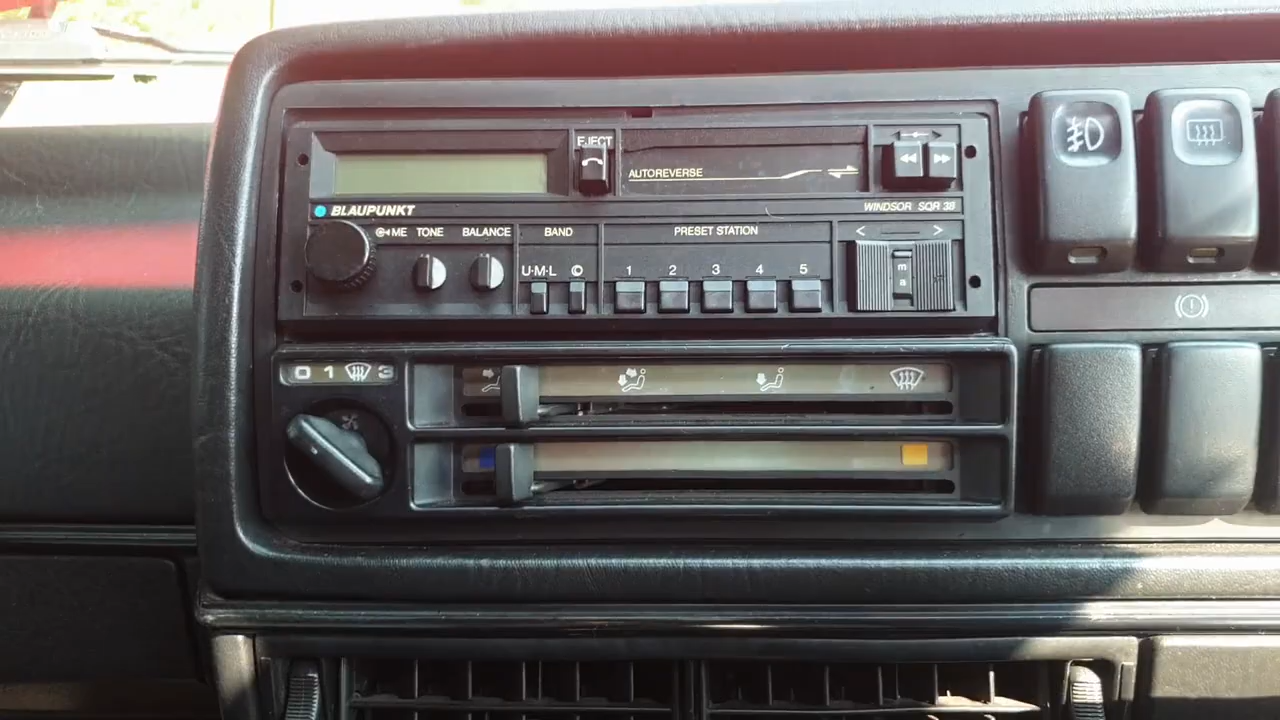 EJECT
AUTOREVERSE
BLAUPUNKT
WINDSOR SQR 38
ME TONE BALANCE BAND PRESET STATION < >
U·M·L © 1 2 3 4 5
m
a
0 1 3